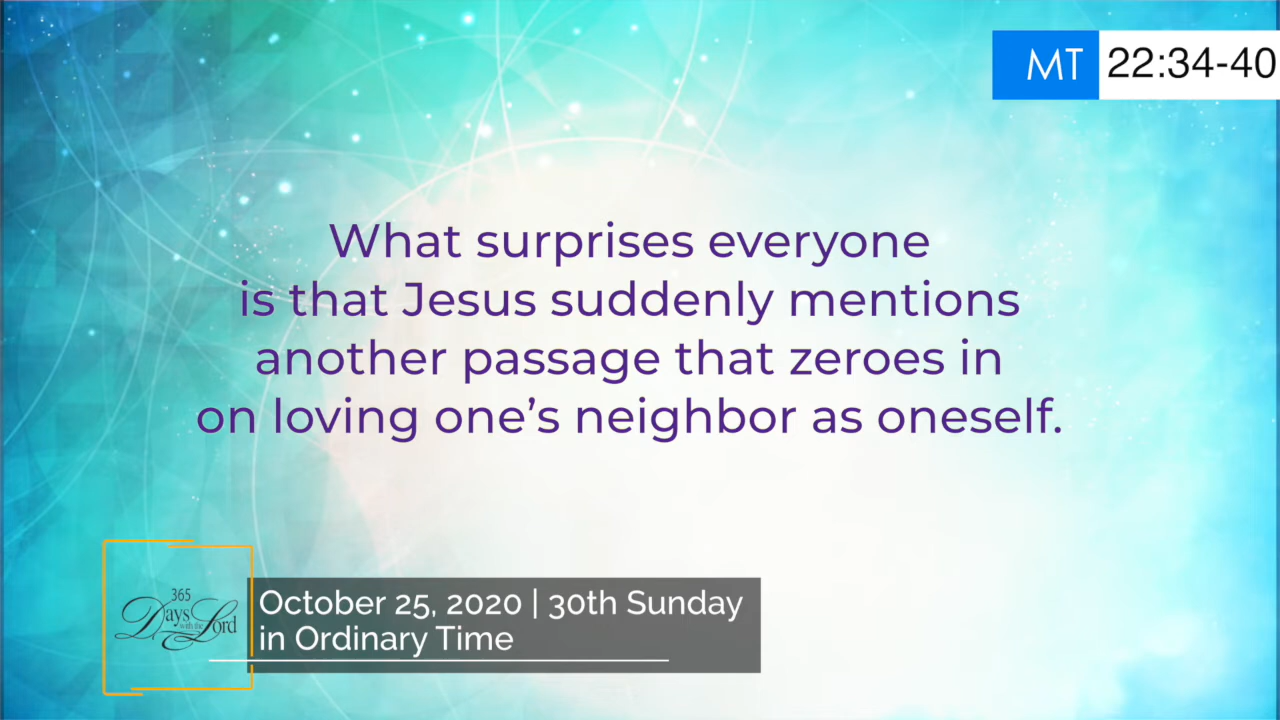 MT 22:34-40
What surprises everyone
is that Jesus suddenly mentions
another passage that zeroes in
on loving one’s neighbor as oneself.
365
Days with the Lord
October 25, 2020 | 30th Sunday
in Ordinary Time